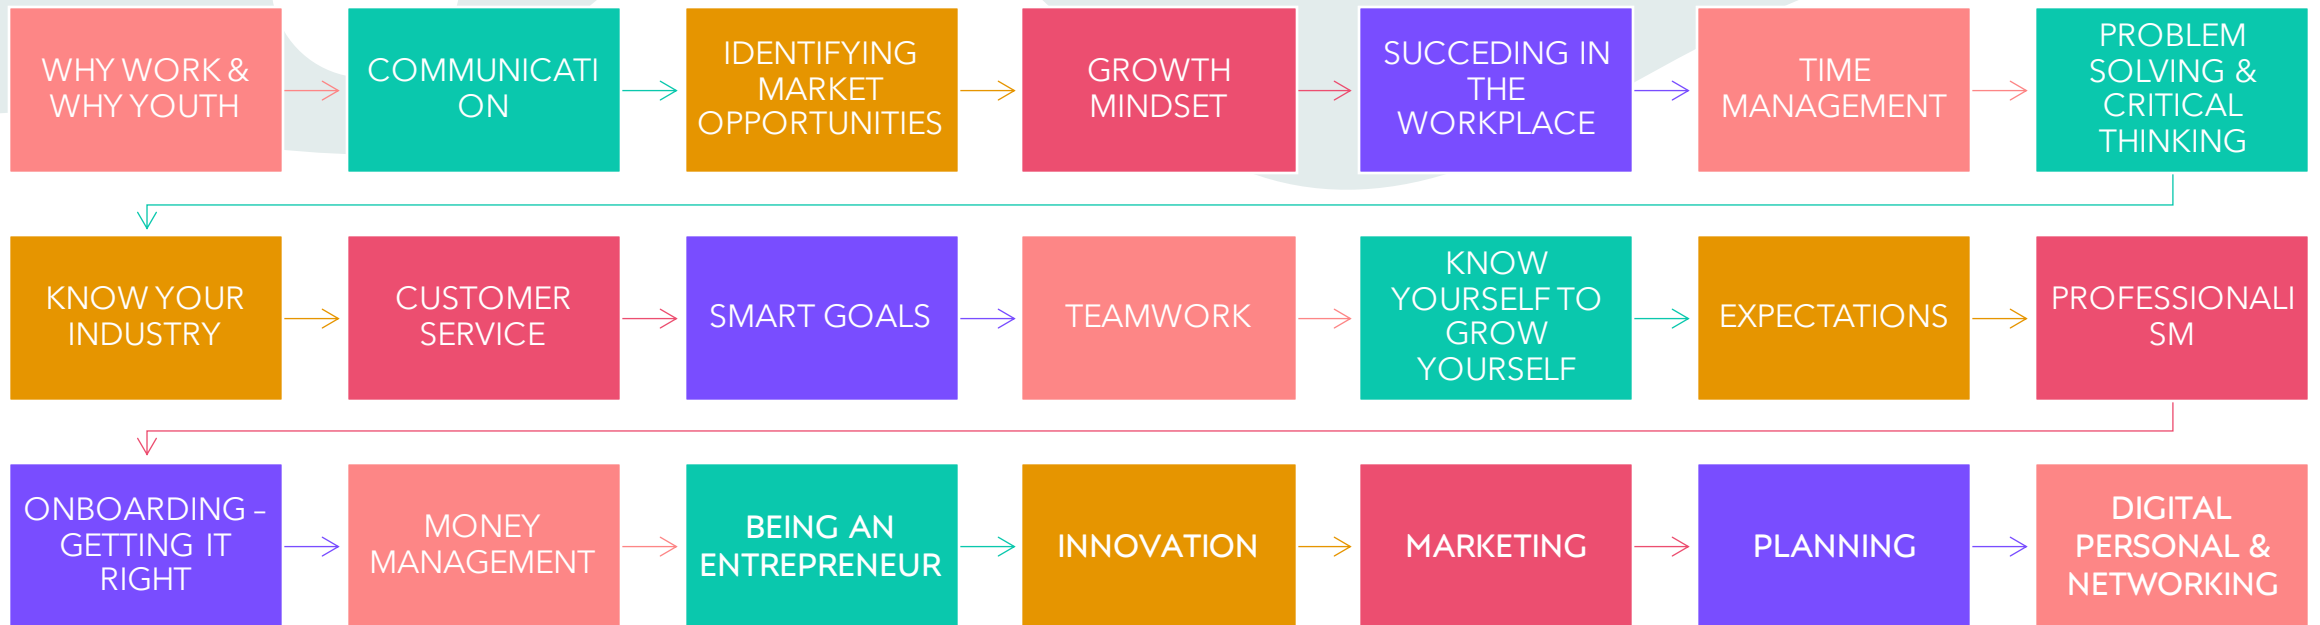 WHY WORK &
WHY YOUTH
COMMUNICATI
ON
IDENTIFYING
MARKET
OPPORTUNITIES
GROWTH
MINDSET
SUCCEDING IN
THE
WORKPLACE
TIME
MANAGEMENT
PROBLEM
SOLVING &
CRITICAL
THINKING
KNOW YOUR
INDUSTRY
CUSTOMER
SERVICE
SMART GOALS
TEAMWORK
KNOW
YOURSELF TO
GROW
YOURSELF
EXPECTATIONS
PROFESSIONALI
SM
ONBOARDING –
GETTING IT
RIGHT
MONEY
MANAGEMENT
BEING AN
ENTREPRENEUR
INNOVATION
MARKETING
PLANNING
DIGITAL
PERSONAL &
NETWORKING